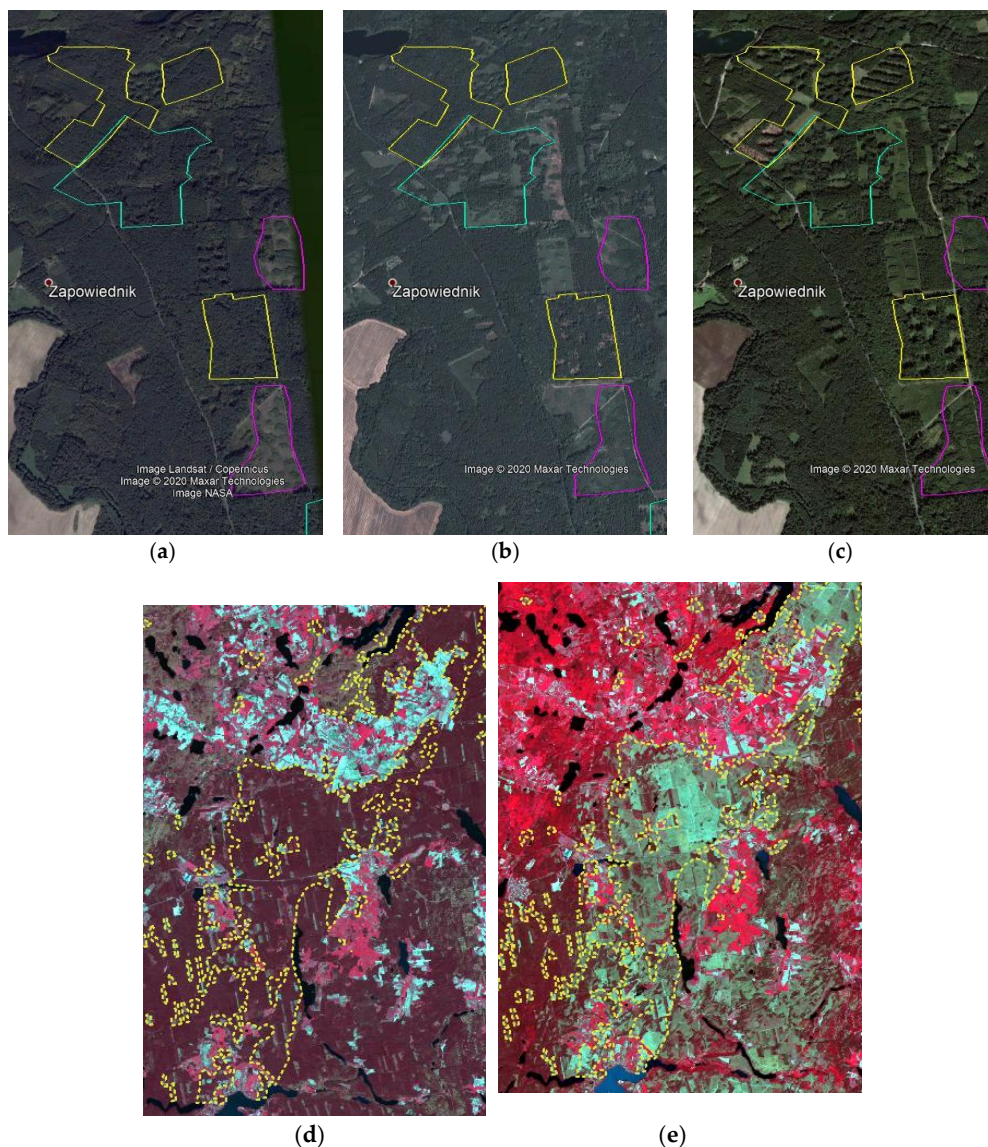 Zapowiednik
Image Landsat / Copernicus
Image © 2020 Maxar Technologies
Image NASA
(a)
Zapowiednik
Image © 2020 Maxar Technologies
(b)
Zapowiednik
Image © 2020 Maxar Technologies
(c)
(d)
(e)